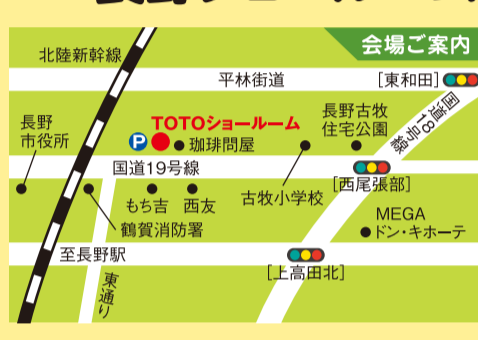 会場ご案内
北陸新幹線
平林街道
[東和田]
国道18号線
長野
市役所
TOTOショールーム
P
珈琲問屋
長野古牧
住宅公園
国道19号線
[西尾張部]
もち吉
西友
古牧小学校
鶴賀消防署
MEGA
ドン・キホーテ
至長野駅
[上高田北]
東通り